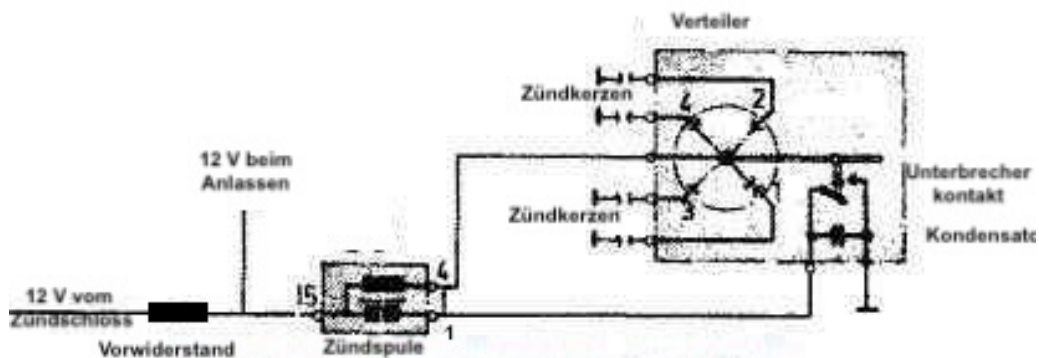 Verteiler
Zündkerzen
4
2
12 V beim
Anlassen
Unterbrecher
kontakt
3
1
Zündkerzen
Kondensato
15
4
12 V vom
Zündschloss
1
Vorwiderstand
Zündspule